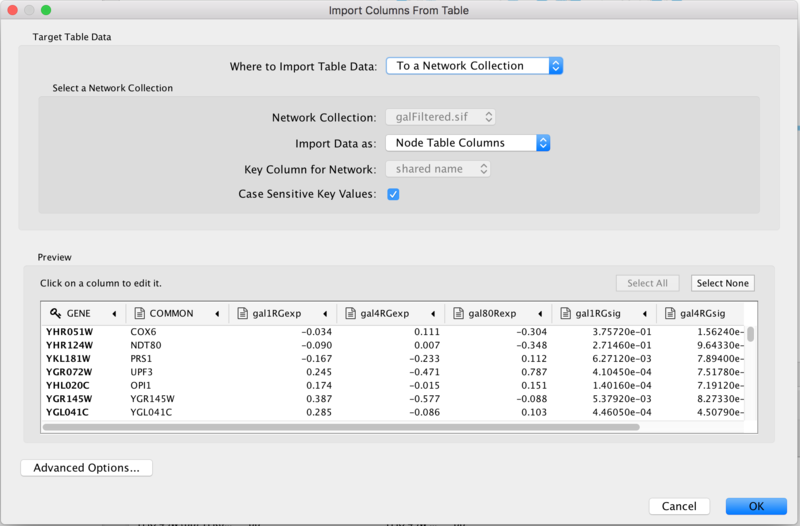 Import Columns From Table
Target Table Data
Where to Import Table Data: To a Network Collection
Select a Network Collection
Network Collection: galFiltered.sif
Import Data as: Node Table Columns
Key Column for Network: shared name
Case Sensitive Key Values:
Preview
Click on a column to edit it. Select All Select None
GENE COMMON gal1RGexp gal4RGexp gal80Rexp gal1RGsig gal4RGsig
YHR051W COX6 -0.034 0.111 -0.304 3.75720e-01 1.56240e-
YHR124W NDT80 -0.090 0.007 -0.348 2.71460e-01 9.64330e-
YKL181W PRS1 -0.167 -0.233 0.112 6.27120e-03 7.89400e-
YGR072W UPF3 0.245 -0.471 0.787 4.10450e-04 7.51780e-
YHL020C OPI1 0.174 -0.015 0.151 1.40160e-04 7.19120e-
YGR145W YGR145W 0.387 -0.577 -0.088 5.37920e-03 8.27330e-
YGL041C YGL041C 0.285 -0.086 0.103 4.46050e-04 4.50790e-
Advanced Options...
Cancel OK